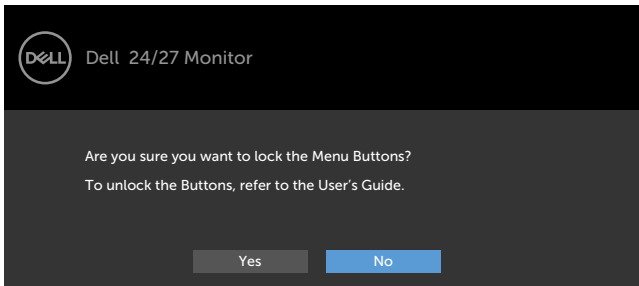 DELL
Dell 24/27 Monitor
Are you sure you want to lock the Menu Buttons?
To unlock the Buttons, refer to the User's Guide.
Yes
No